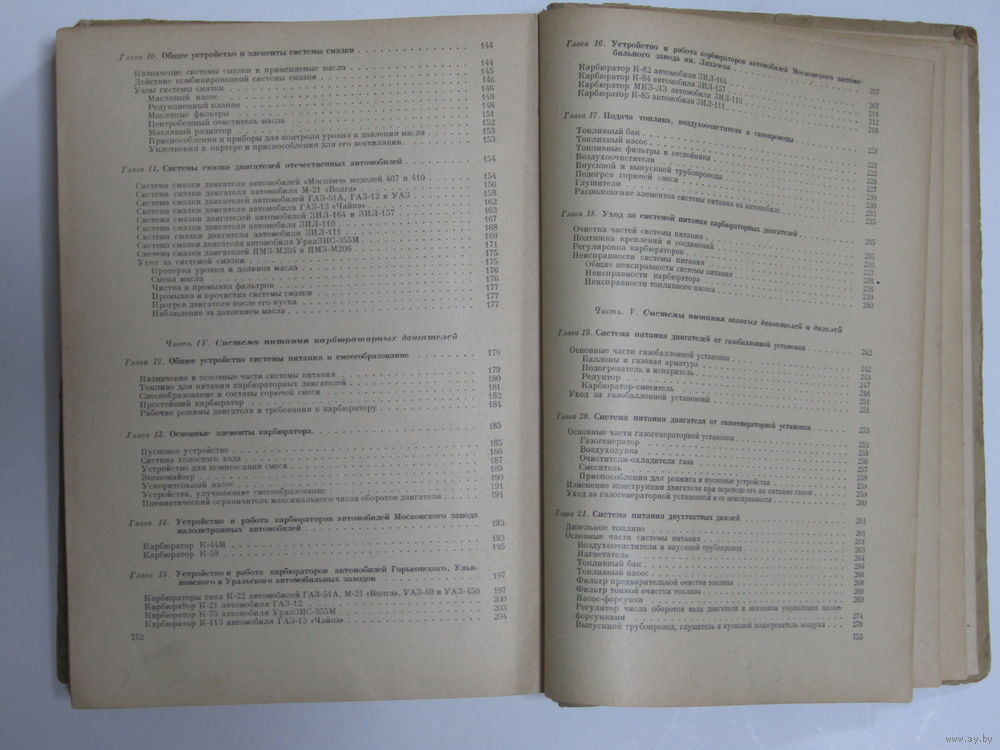 Глава 10. Общее устройство и элементы системы смазки 144
Назначение системы смазки и применяемые масла 144
Действие комбинированной системы смазки 145
Узлы системы смазки 146
Масляный насос 146
Редукционный клапан 148
Масляные фильтры 148
Центробежный очиститель масла 151
Масляный радиатор 152
Приспособления и приборы для контроля уровня и давления масла 153
Уплотнения в картере и приспособления для его вентиляции. 153
Глава 11. Системы смазки двигателей отечественных автомобилей 154
Система смазки двигателя автомобилей «Москвич» моделей 407 и 410 154
Система смазки двигателя автомобиля М-21 «Волга» 156
Система смазки двигателей автомобилей ГАЗ-51А, ГАЗ-12 и УАЗ 158
Система смазки двигателя автомобиля ГАЗ-13 «Чайка» 162
Система смазки двигателей автомобилей ЗИЛ-164 и ЗИЛ-157 163
Система смазки двигателя автомобиля ЗИЛ-110 167
Система смазки двигателя автомобиля ЗИЛ-111 168
Система смазки двигателя автомобиля УралЗИС-355М 169
Система смазки двигателей ЯМЗ-М204 и ЯМЗ-М206 171
Уход за системой смазки 175
Проверка уровня и доливка масла 175
Смена масла 176
Чистка и промывка фильтров 176
Промывка и прочистка системы смазки 177
Прогрев двигателя после его пуска 177
Наблюдение за давлением масла 177
Часть IV. Система питания карбюраторных двигателей
Глава 12. Общее устройство системы питания и смесеобразование 179
Назначение и основные части системы питания 179
Топливо для питания карбюраторных двигателей 180
Смесеобразование и составы горючей смеси 181
Простейший карбюратор 182
Рабочие режимы двигателя и требования к карбюратору 184
Глава 13. Основные элементы карбюратора. 185
Пусковое устройство 185
Система холостого хода 186
Устройство для компенсации смеси 187
Экономайзер 189
Ускорительный насос 190
Устройства, улучшающие смесеобразование 191
Пневматический ограничитель максимального числа оборотов двигателя 191
Глава 14. Устройство и работа карбюраторов автомобилей Московского завода
малолитражных автомобилей 193
Карбюратор К-44М 193
Карбюратор К-59 195
Глава 15. Устройство и работа карбюраторов автомобилей Горьковского, Улья-
новского и Уральского автомобильных заводов 197
Карбюраторы типа К-22 автомобилей ГАЗ-51А, М-21 «Волга», УАЗ-69 и УАЗ-450 197
Карбюратор К-21 автомобиля ГАЗ-12 200
Карбюратор К-75 автомобиля УралЗИС-355М 203
Карбюратор К-113 автомобиля ГАЗ-13 «Чайка» 204
752
Глава 16. Устройство и работа карбюраторов автомобилей Московского автомо-
бильного завода им. Лихачева 207
Карбюратор К-82 автомобиля ЗИЛ-164 207
Карбюратор К-84 автомобиля ЗИЛ-157 211
Карбюратор МКЗ-ЛЗ автомобиля ЗИЛ-110 212
Карбюратор К-85 автомобиля ЗИЛ-111 216
Глава 17. Подача топлива, воздухоочистители и газопроводы 221
Топливный бак 221
Топливный насос 222
Топливные фильтры и отстойники 226
Воздухоочистители 227
Впускной и выпускной трубопроводы 229
Подогрев горючей смеси 230
Глушители 233
Расположение элементов системы питания на автомобиле 235
Глава 18. Уход за системой питания карбюраторных двигателей 235
Очистка частей системы питания 235
Подтяжка креплений и соединений 236
Регулировка карбюраторов 237
Неисправности системы питания 238
Общие неисправности системы питания 238
Неисправности карбюратора 239
Неисправности топливного насоса 240
Часть V. Системы питания газовых двигателей и дизелей
Глава 19. Система питания двигателей от газобаллонной установки 242
Основные части газобаллонной установки 242
Баллоны и газовая арматура 243
Подогреватель и испаритель 247
Редуктор 248
Карбюратор-смеситель 251
Уход за газобаллонной установкой 251
Глава 20. Система питания двигателя от газогенераторной установки 253
Основные части газогенераторной установки 253
Газогенератор 253
Воздуходувка 256
Очистители-охладители газа 257
Смеситель 258
Приспособления для розжига и пусковые устройства 259
Изменение конструкции двигателя при переводе его на питание газом 259
Уход за газогенераторной установкой и ее неисправности 260
Глава 21. Система питания двухтактных дизелей 261
Дизельное топливо 261
Основные части системы питания 261
Воздухоочистители и впускной трубопровод 263
Нагнетатель 264
Топливный бак 266
Топливный насос 266
Фильтр предварительной очистки топлива 268
Фильтр тонкой очистки топлива 269
Насос-форсунка 269
Регулятор числа оборотов вала двигателя и механизм управления насос-
форсунками 274
Выпускной трубопровод, глушитель и пусковой подогреватель воздуха 278
753
www.ay.by